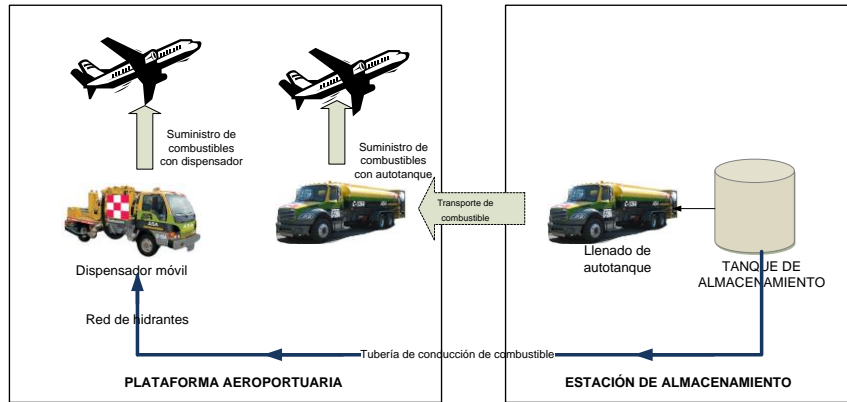 Suministro de
combustibles
con dispensador
Suministro de
combustibles
con autotanque
Transporte de
combustible
Dispensador móvil
Llenado de
autotanque
TANQUE DE
ALMACENAMIENTO
Red de hidrantes
Tubería de conducción de combustible
PLATAFORMA AEROPORTUARIA
ESTACIÓN DE ALMACENAMIENTO